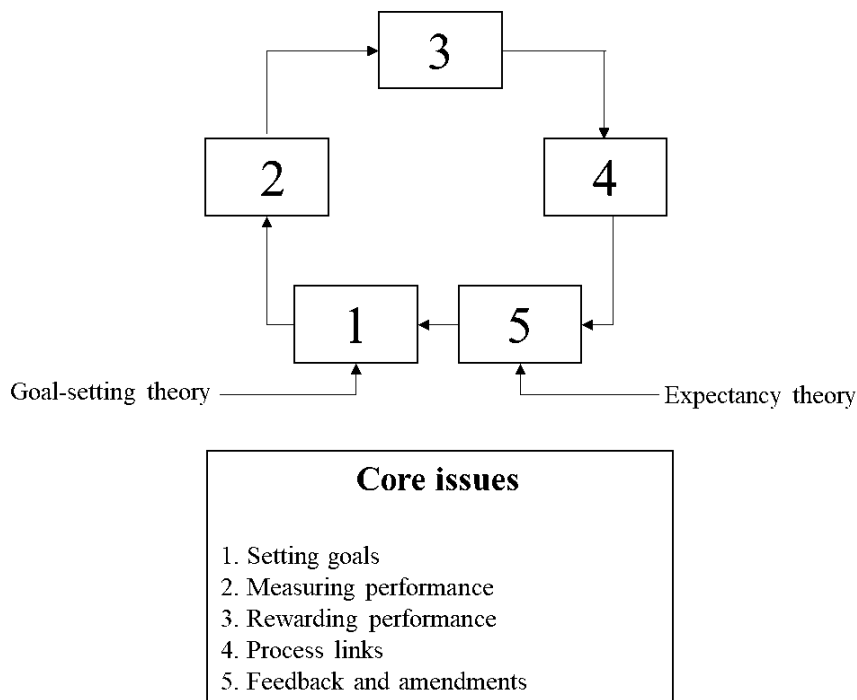 3
2
4
1
5
Goal-setting theory
Expectancy theory
Core issues
1. Setting goals
2. Measuring performance
3. Rewarding performance
4. Process links
5. Feedback and amendments